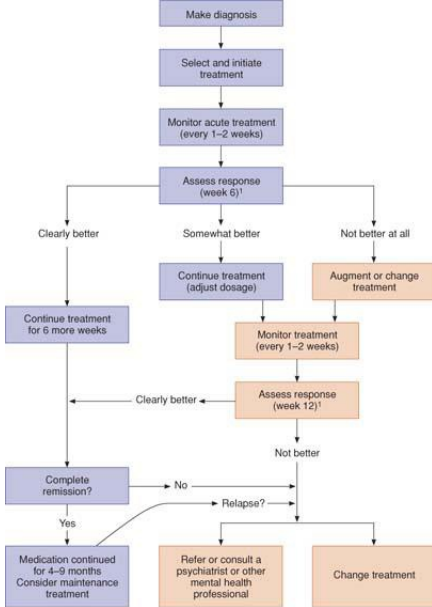 Make diagnosis
Select and initiate
treatment
Monitor acute treatment
(every 1–2 weeks)
Assess response
(week 6)¹
Clearly better
Somewhat better
Not better at all
Continue treatment
(adjust dosage)
Augment or change
treatment
Continue treatment
for 6 more weeks
Monitor treatment
(every 1–2 weeks)
Assess response
(week 12)¹
Clearly better
Not better
Complete
remission?
No
Relapse?
Yes
Medication continued
for 4–9 months
Consider maintenance
treatment
Refer or consult a
psychiatrist or other
mental health
professional
Change treatment